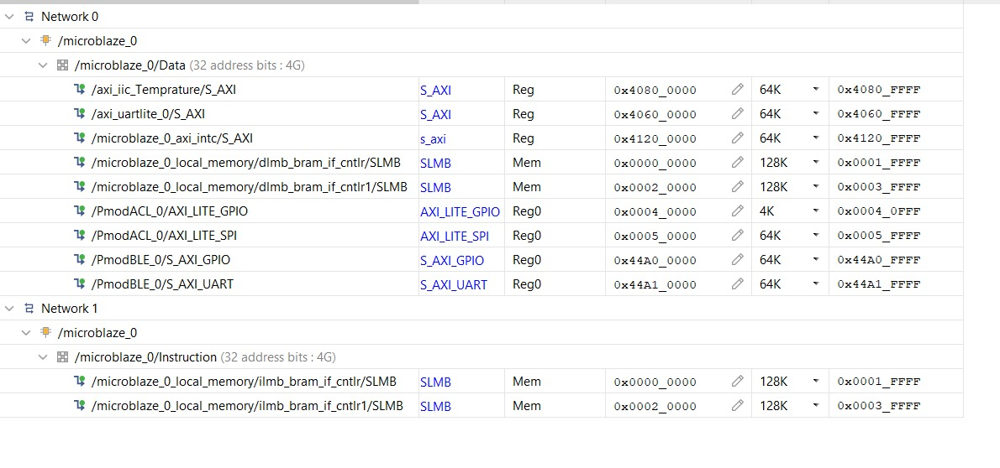 Network 0
/microblaze_0
/microblaze_0/Data (32 address bits : 4G)
/axi_iic_Temprature/S_AXI S_AXI Reg 0x4080_0000 64K 0x4080_FFFF
/axi_uartlite_0/S_AXI S_AXI Reg 0x4060_0000 64K 0x4060_FFFF
/microblaze_0_axi_intc/S_AXI s_axi Reg 0x4120_0000 64K 0x4120_FFFF
/microblaze_0_local_memory/dlmb_bram_if_cntlr/SLMB SLMB Mem 0x0000_0000 128K 0x0001_FFFF
/microblaze_0_local_memory/dlmb_bram_if_cntlr1/SLMB SLMB Mem 0x0002_0000 128K 0x0003_FFFF
/PmodACL_0/AXI_LITE_GPIO AXI_LITE_GPIO Reg0 0x0004_0000 4K 0x0004_0FFF
/PmodACL_0/AXI_LITE_SPI AXI_LITE_SPI Reg0 0x0005_0000 64K 0x0005_FFFF
/PmodBLE_0/S_AXI_GPIO S_AXI_GPIO Reg0 0x44A0_0000 64K 0x44A0_FFFF
/PmodBLE_0/S_AXI_UART S_AXI_UART Reg0 0x44A1_0000 64K 0x44A1_FFFF
Network 1
/microblaze_0
/microblaze_0/Instruction (32 address bits : 4G)
/microblaze_0_local_memory/ilmb_bram_if_cntlr/SLMB SLMB Mem 0x0000_0000 128K 0x0001_FFFF
/microblaze_0_local_memory/ilmb_bram_if_cntlr1/SLMB SLMB Mem 0x0002_0000 128K 0x0003_FFFF